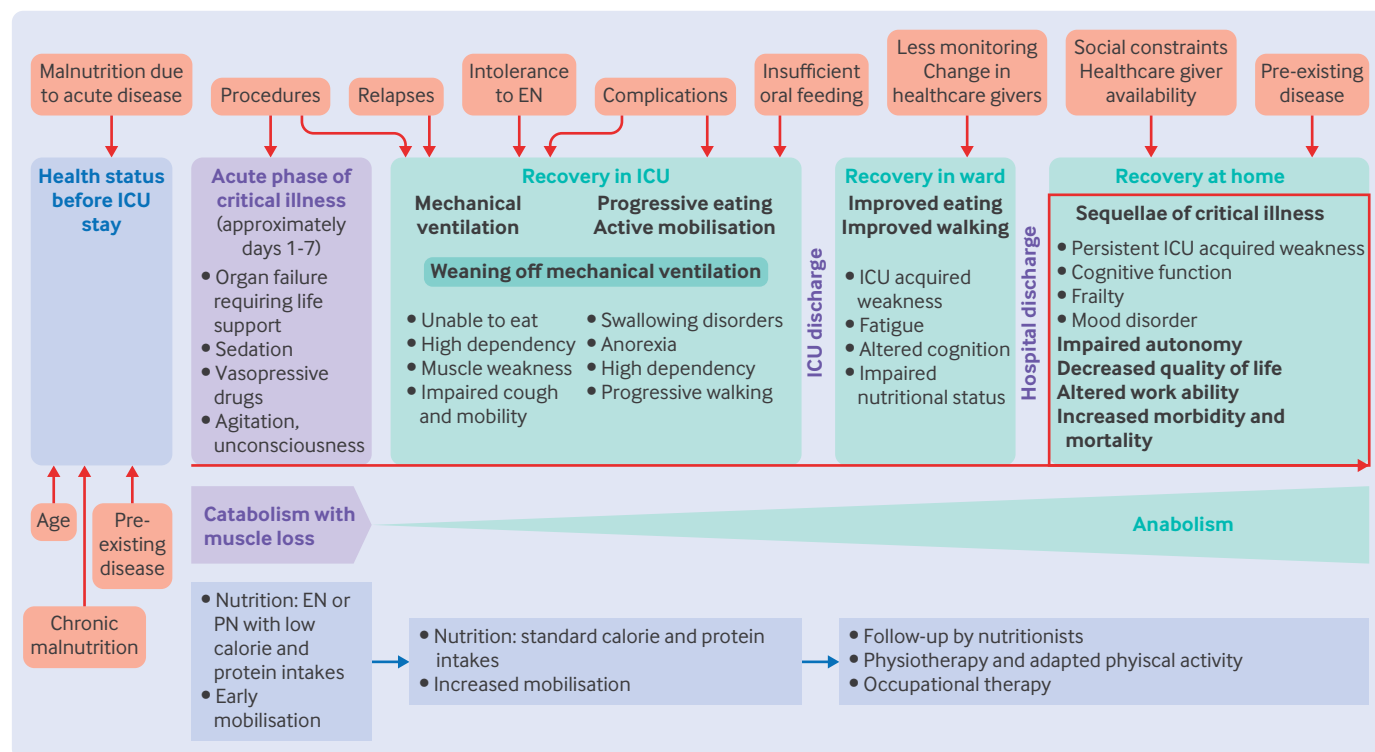 Malnutrition due
to acute disease
Procedures
Relapses
Intolerance
to EN
Complications
Insufficient
oral feeding
Less monitoring
Change in
healthcare givers
Social constraints
Healthcare giver
availability
Pre-existing
disease
Health status
before ICU
stay
Acute phase of
critical illness
(approximately
days 1-7)
• Organ failure
requiring life
support
• Sedation
• Vasopressive
drugs
• Agitation,
unconsciousness
Recovery in ICU
Mechanical
ventilation
Progressive eating
Active mobilisation
Weaning off mechanical ventilation
• Unable to eat
• High dependency
• Muscle weakness
• Impaired cough
and mobility
• Swallowing disorders
• Anorexia
• High dependency
• Progressive walking
ICU discharge
Recovery in ward
Improved eating
Improved walking
• ICU acquired
weakness
• Fatigue
• Altered cognition
• Impaired
nutritional status
Hospital discharge
Recovery at home
Sequellae of critical illness
• Persistent ICU acquired weakness
• Cognitive function
• Frailty
• Mood disorder
Impaired autonomy
Decreased quality of life
Altered work ability
Increased morbidity and
mortality
Age
Pre-
existing
disease
Chronic
malnutrition
Catabolism with
muscle loss
Anabolism
• Nutrition: EN or
PN with low
calorie and
protein intakes
• Early
mobilisation
• Nutrition: standard calorie and protein
intakes
• Increased mobilisation
• Follow-up by nutritionists
• Physiotherapy and adapted phyiscal activity
• Occupational therapy